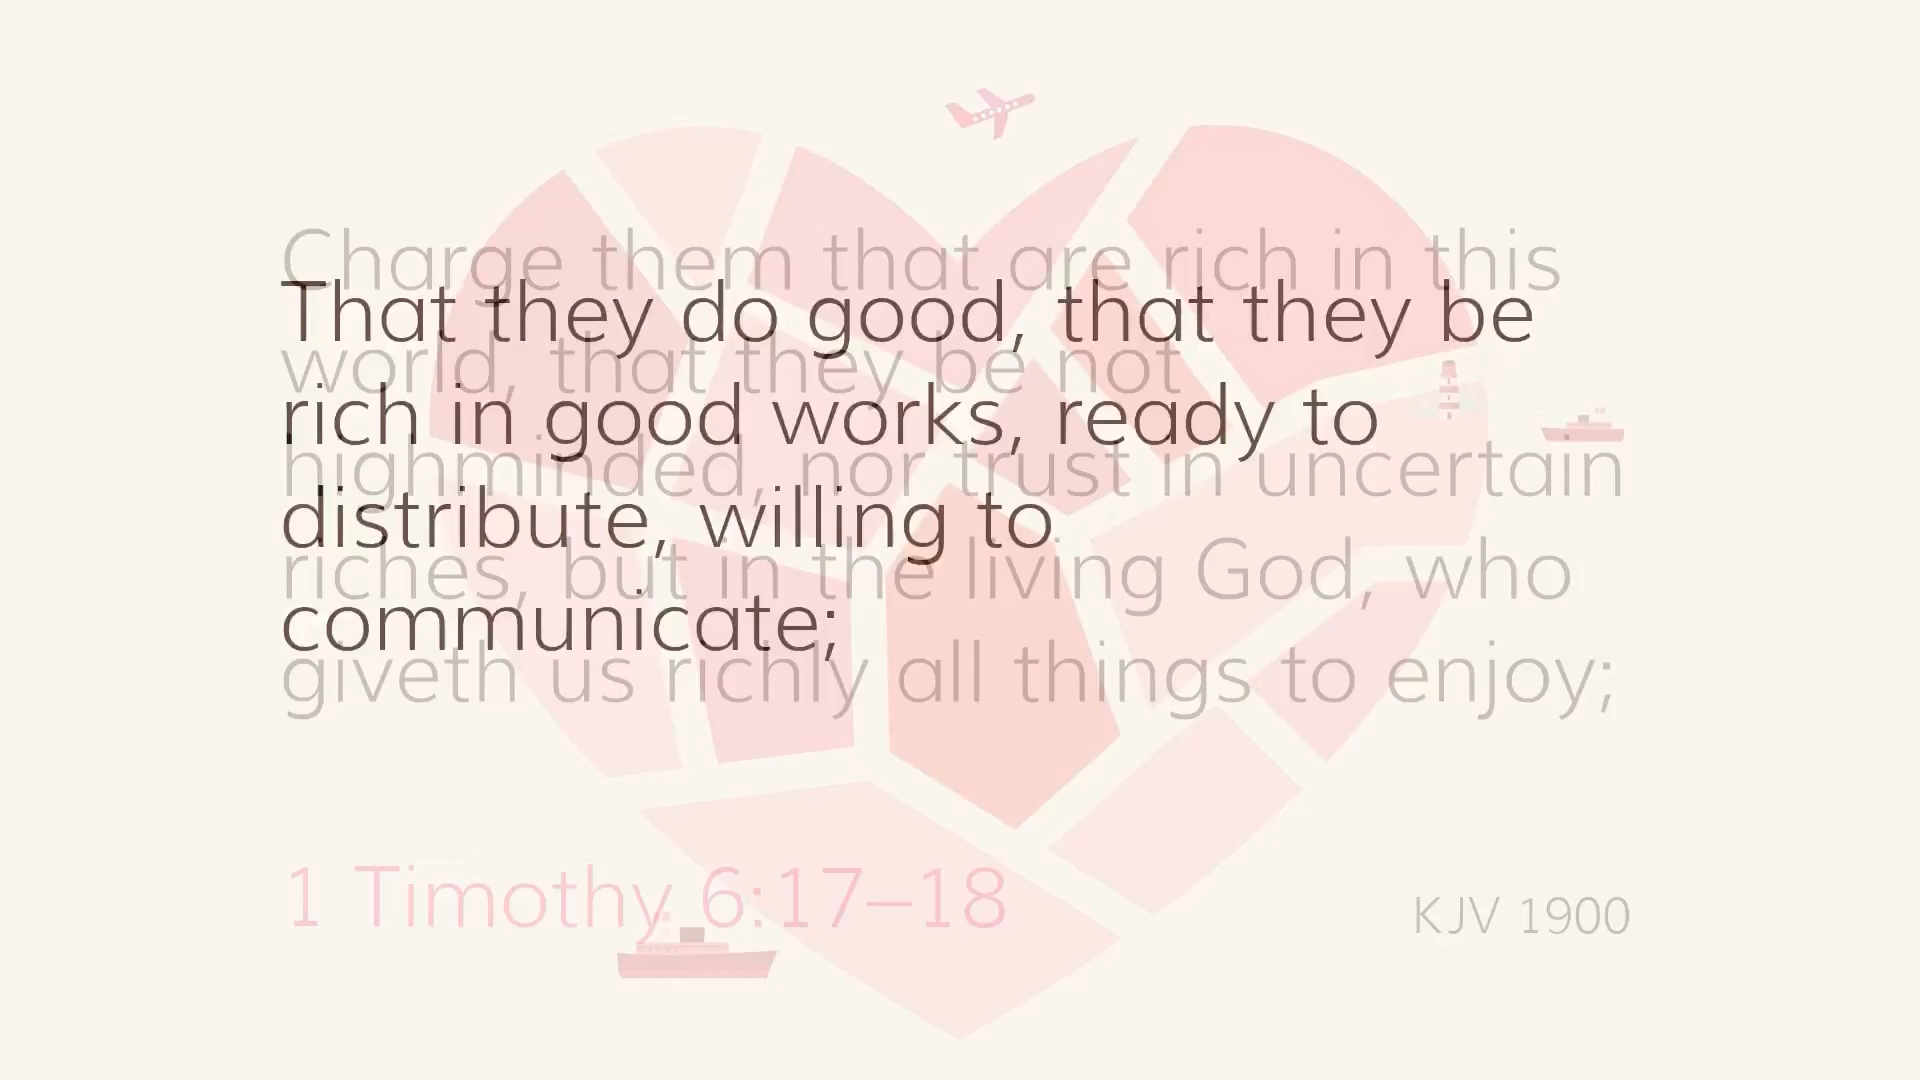 Charge them that are rich in this
world, that they be not
highminded, nor trust in uncertain
riches, but in the living God, who
giveth us richly all things to enjoy;
That they do good, that they be
rich in good works, ready to
distribute, willing to
communicate;
1 Timothy 6:17–18
KJV 1900